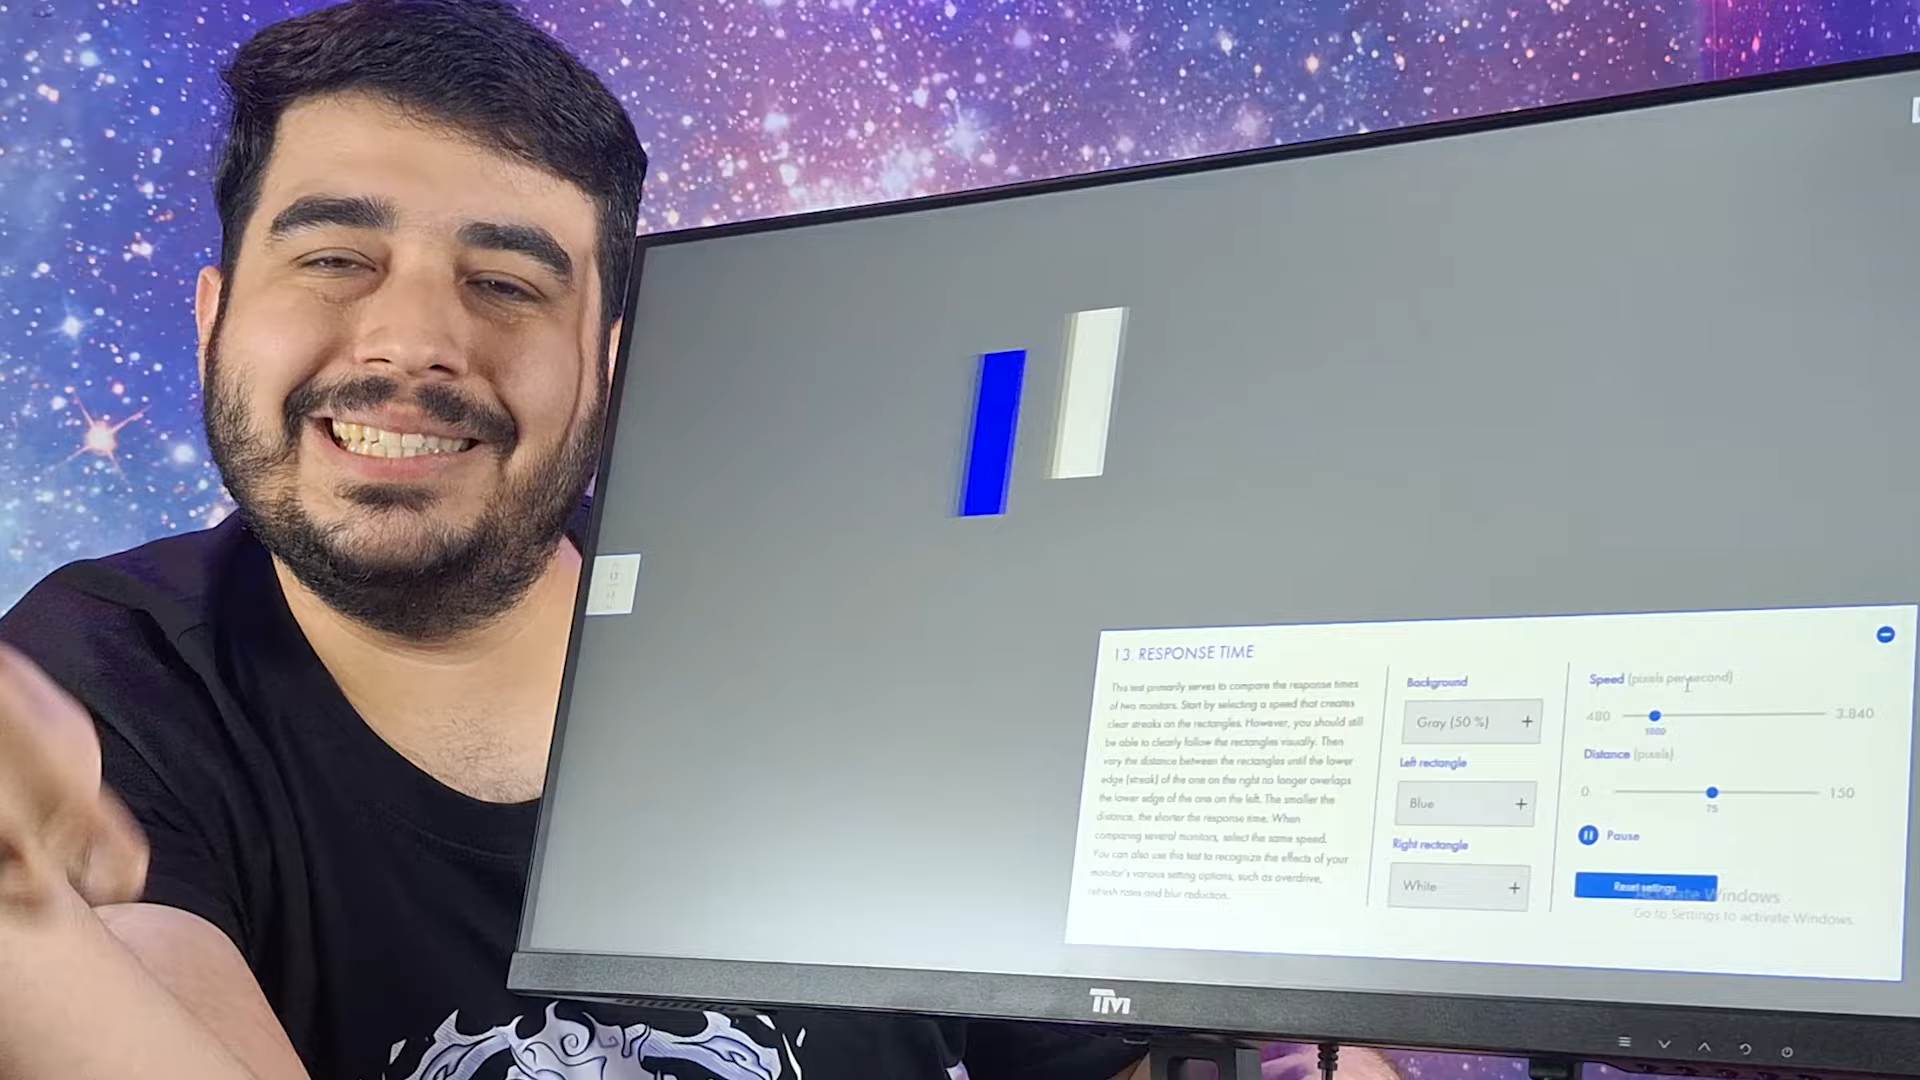 13. RESPONSE TIME
This test primarily serves to compare the response times
of two monitors. Start by selecting a speed that creates
clear streaks on the rectangles. However, you should still
be able to clearly follow the rectangles visually. Then
vary the distance between the rectangles until the lower
edge (streak) of the one on the right no longer overlaps
the lower edge of the one on the left. The smaller the
distance, the shorter the response time. When
comparing several monitors, select the same speed.
You can also use this test to recognize the effects of your
monitor's various setting options, such as overdrive,
refresh rates and blur reduction.
Background
Gray (50 %) +
Left rectangle
Blue +
Right rectangle
White +
Speed (pixels per second)
480 3.840
1000
Distance (pixels)
0 150
75
Pause
Reset settings
Activate Windows
Go to Settings to activate Windows.
TM